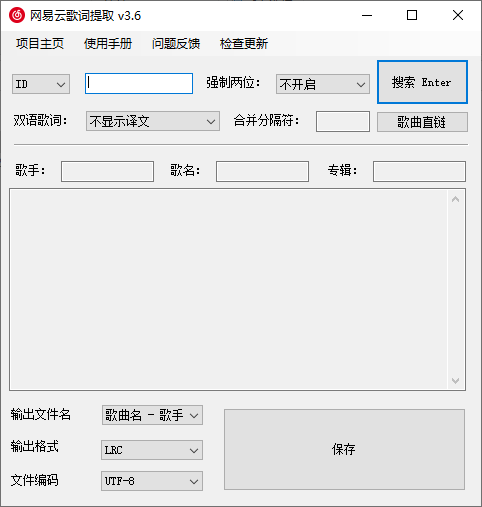 网易云歌词提取 v3.6
项目主页 使用手册 问题反馈 检查更新
ID 强制两位: 不开启 搜索 Enter
双语歌词: 不显示译文 合并分隔符: 歌曲直链
歌手: 歌名: 专辑:
输出文件名 歌曲名 - 歌手
输出格式 LRC 保存
文件编码 UTF-8